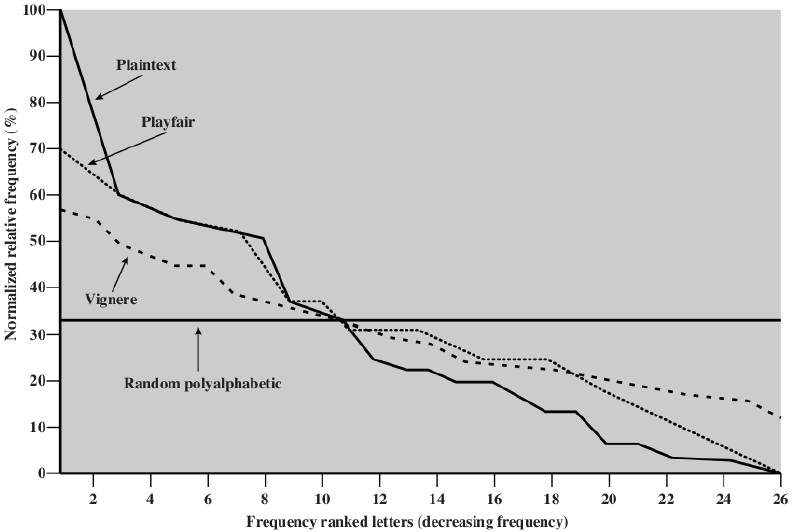 100
90
80
70
60
50
40
30
20
10
0
Normalized relative frequency (%)
Plaintext
Playfair
Vignere
Random polyalphabetic
2 4 6 8 10 12 14 16 18 20 22 24 26
Frequency ranked letters (decreasing frequency)